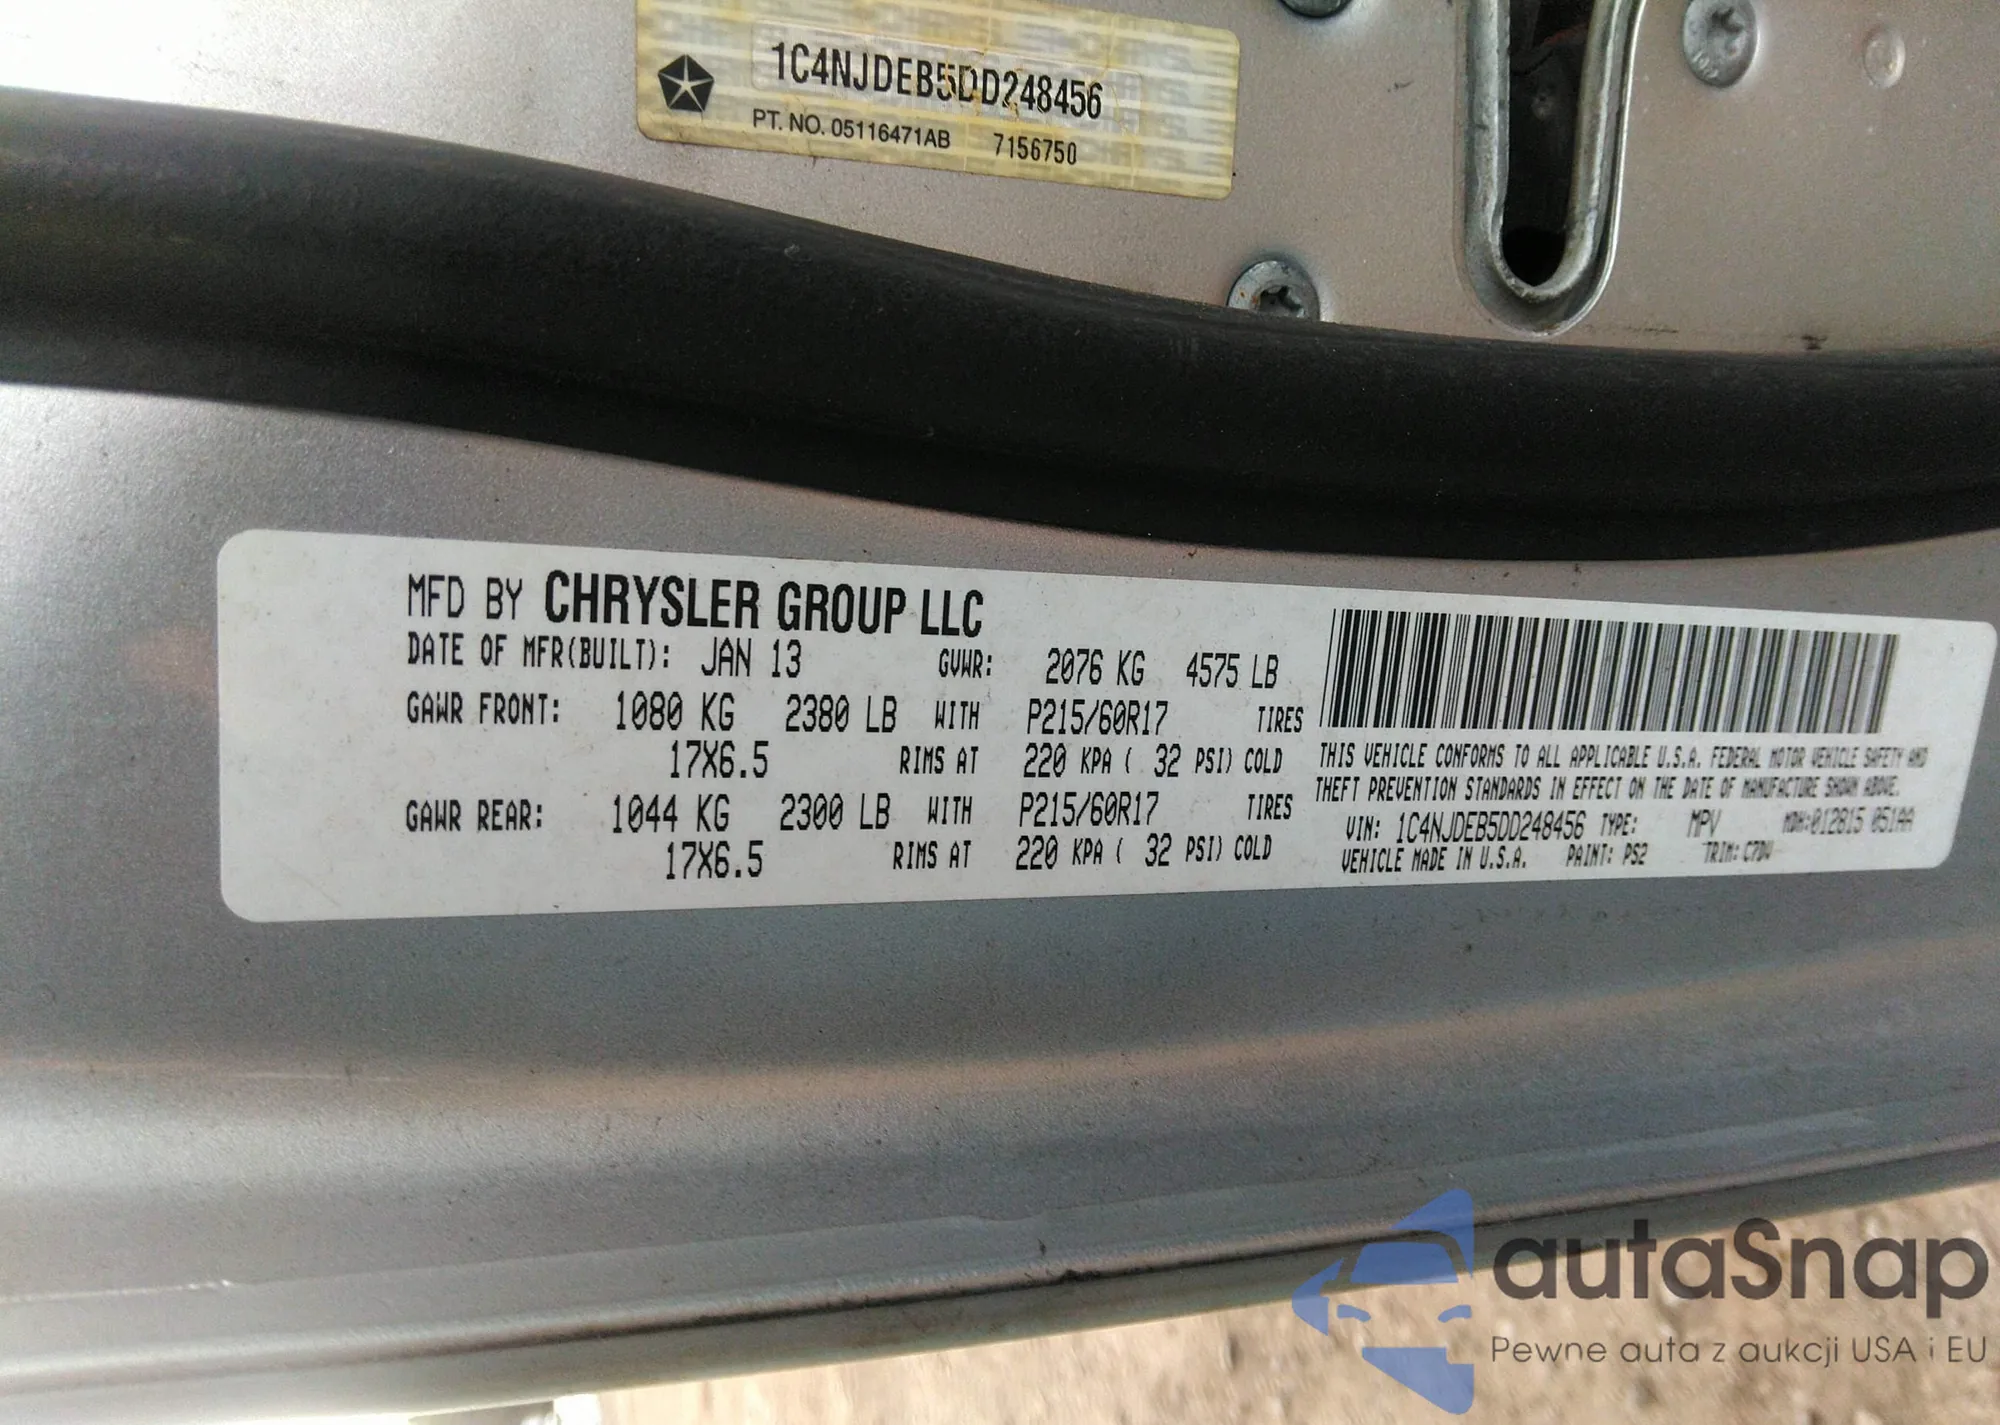 1C4NJDEB5DD248456
PT. NO. 05116471AB 7156750
MFD BY CHRYSLER GROUP LLC
DATE OF MFR(BUILT): JAN 13 GVWR: 2076 KG 4575 LB
GAWR FRONT: 1080 KG 2380 LB WITH P215/60R17 TIRES
17X6.5 RIMS AT 220 KPA ( 32 PSI) COLD
GAWR REAR: 1044 KG 2300 LB WITH P215/60R17 TIRES
17X6.5 RIMS AT 220 KPA ( 32 PSI) COLD
THIS VEHICLE CONFORMS TO ALL APPLICABLE U.S.A. FEDERAL MOTOR VEHICLE SAFETY AND
THEFT PREVENTION STANDARDS IN EFFECT ON THE DATE OF MANUFACTURE SHOWN ABOVE.
VIN: 1C4NJDEB5DD248456 TYPE: MPV MDH:012815 051AA
VEHICLE MADE IN U.S.A. PAINT: PS2 TRIM: C7DV
autaSnap
Pewne auta z aukcji USA i EU